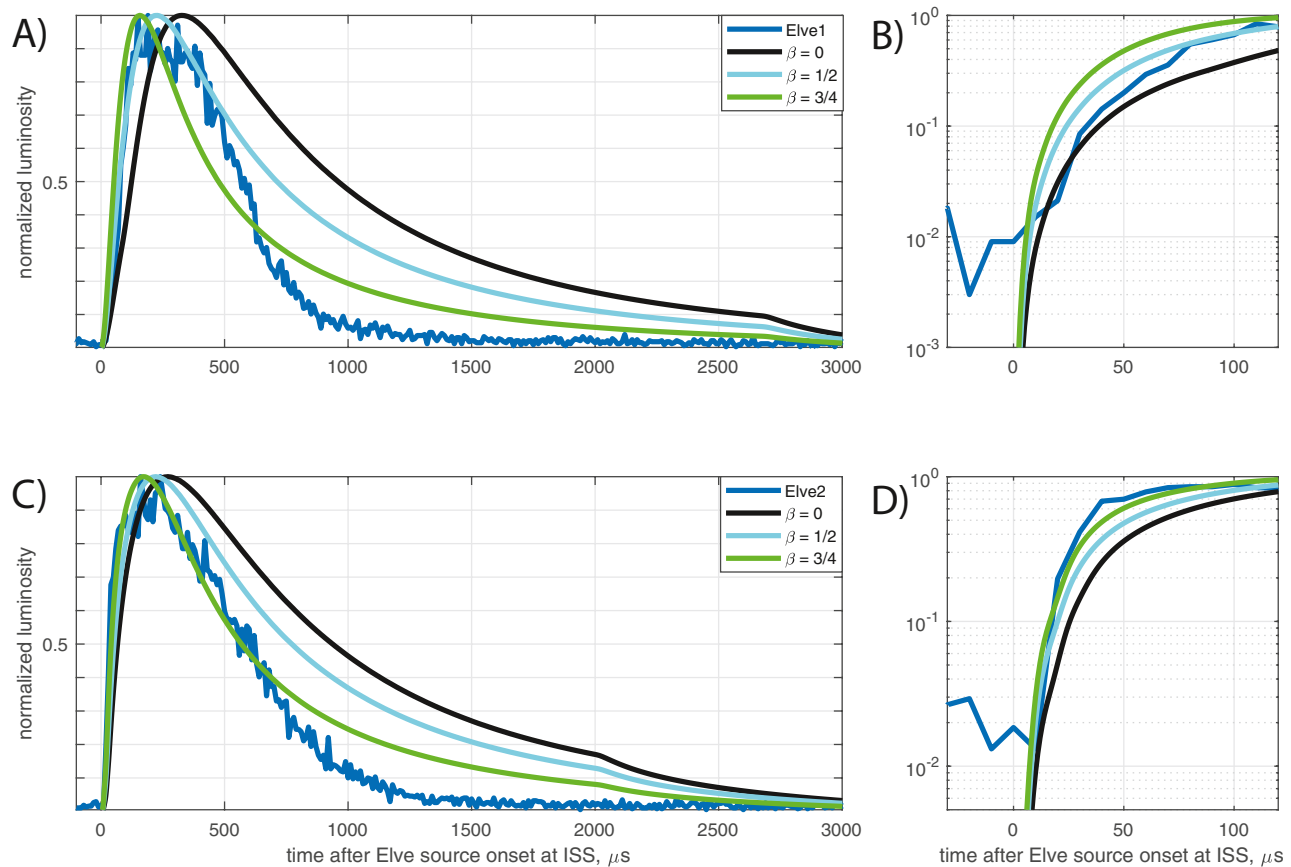 A)
Elve1
β = 0
β = 1/2
β = 3/4
normalized luminosity
0.5
0 500 1000 1500 2000 2500 3000
B)
10^0
10^-1
10^-2
10^-3
0 50 100
C)
Elve2
β = 0
β = 1/2
β = 3/4
normalized luminosity
0.5
0 500 1000 1500 2000 2500 3000
time after Elve source onset at ISS, μs
D)
10^0
10^-1
10^-2
0 50 100
time after Elve source onset at ISS, μs